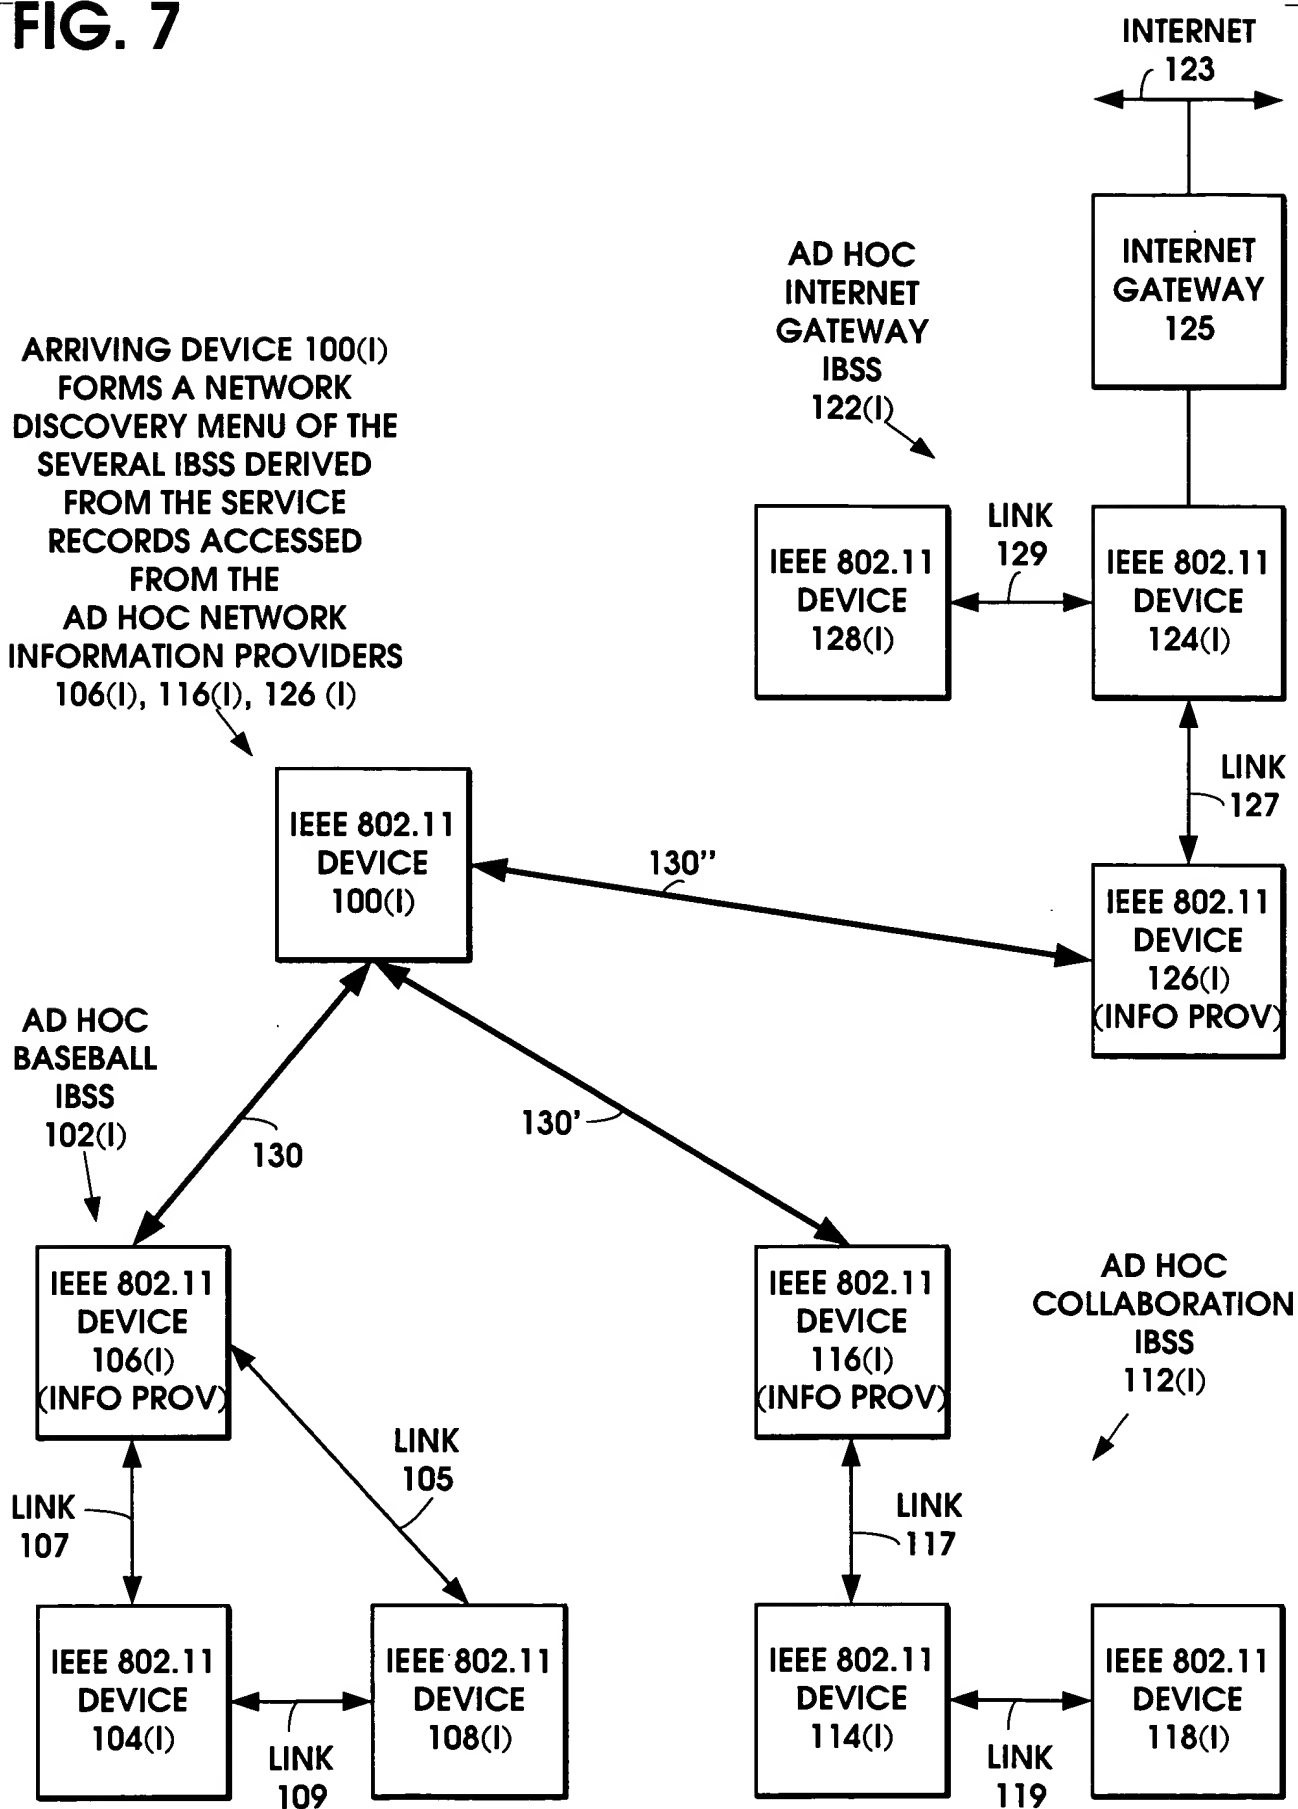 FIG. 7
INTERNET
123
INTERNET
GATEWAY
125
AD HOC
INTERNET
GATEWAY
IBSS
122(I)
ARRIVING DEVICE 100(I)
FORMS A NETWORK
DISCOVERY MENU OF THE
SEVERAL IBSS DERIVED
FROM THE SERVICE
RECORDS ACCESSED
FROM THE
AD HOC NETWORK
INFORMATION PROVIDERS
106(I), 116(I), 126 (I)
IEEE 802.11
DEVICE
128(I)
LINK
129
IEEE 802.11
DEVICE
124(I)
LINK
127
IEEE 802.11
DEVICE
100(I)
130''
IEEE 802.11
DEVICE
126(I)
(INFO PROV)
AD HOC
BASEBALL
IBSS
102(I)
130
130'
IEEE 802.11
DEVICE
106(I)
(INFO PROV)
IEEE 802.11
DEVICE
116(I)
(INFO PROV)
AD HOC
COLLABORATION
IBSS
112(I)
LINK
105
LINK
107
LINK
117
IEEE 802.11
DEVICE
104(I)
LINK
109
IEEE 802.11
DEVICE
108(I)
IEEE 802.11
DEVICE
114(I)
LINK
119
IEEE 802.11
DEVICE
118(I)